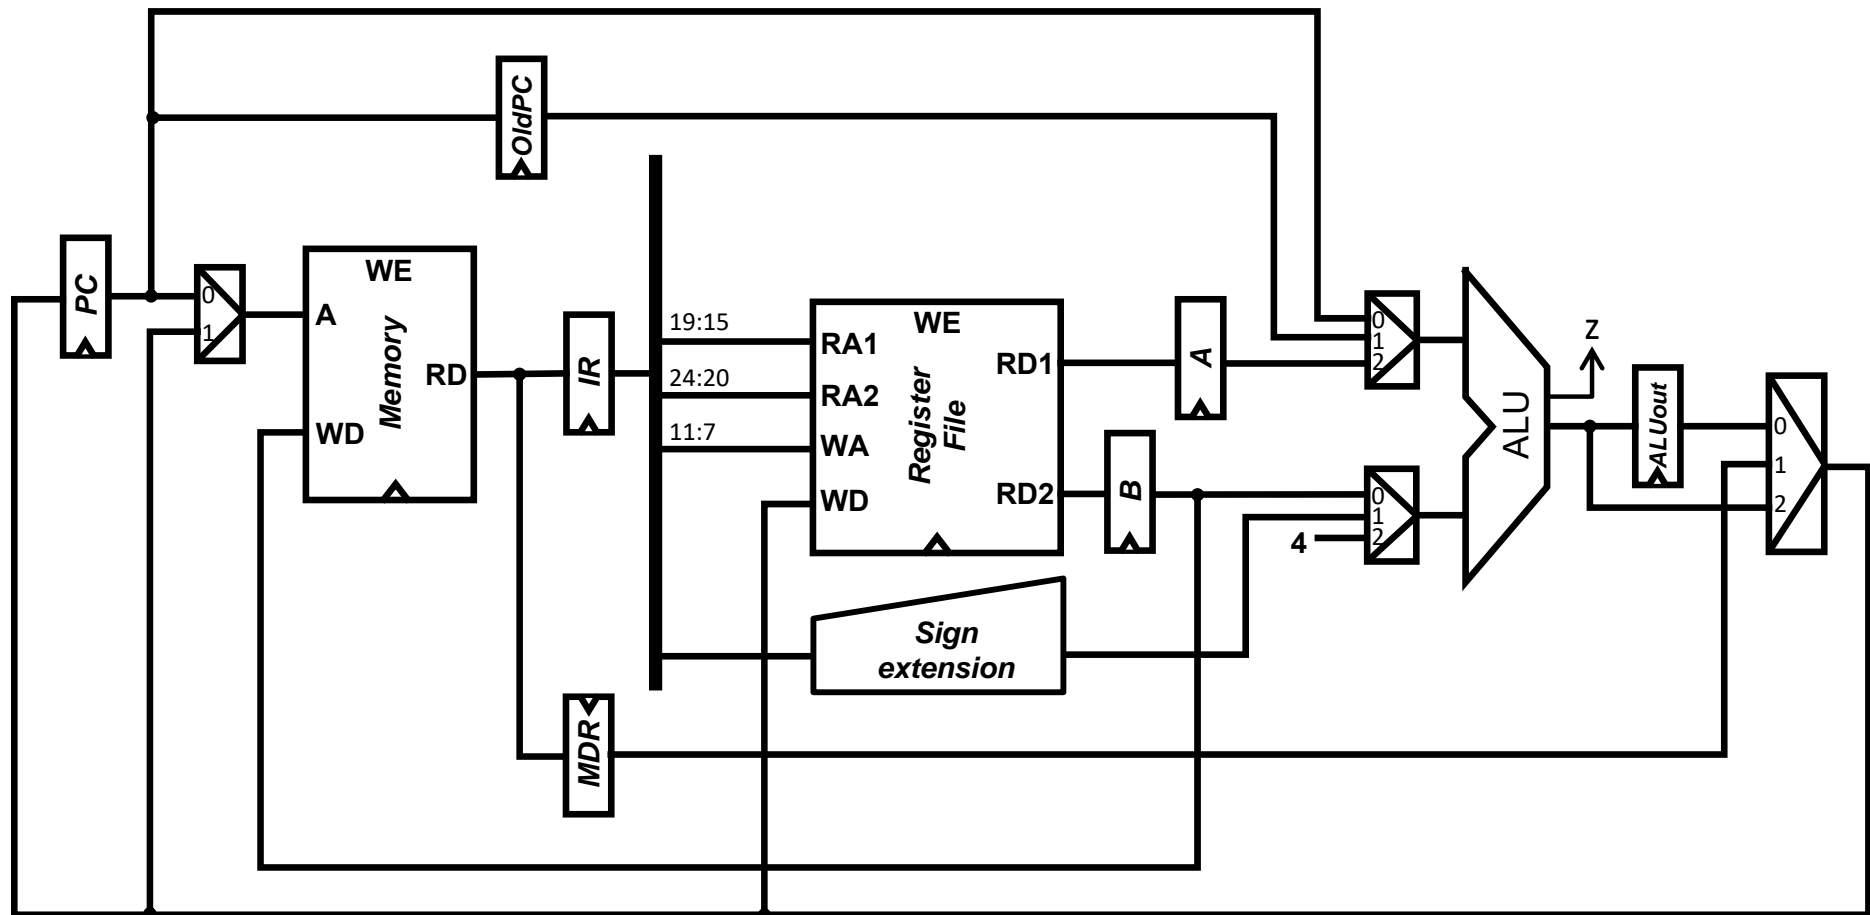 OldPC
PC
0
1
WE
A
Memory
RD
WD
IR
19:15
24:20
11:7
WE
RA1
RA2
WA
WD
Register
File
RD1
RD2
A
B
0
1
2
0
1
2
4
ALU
Z
ALUout
0
1
2
Sign
extension
MDR